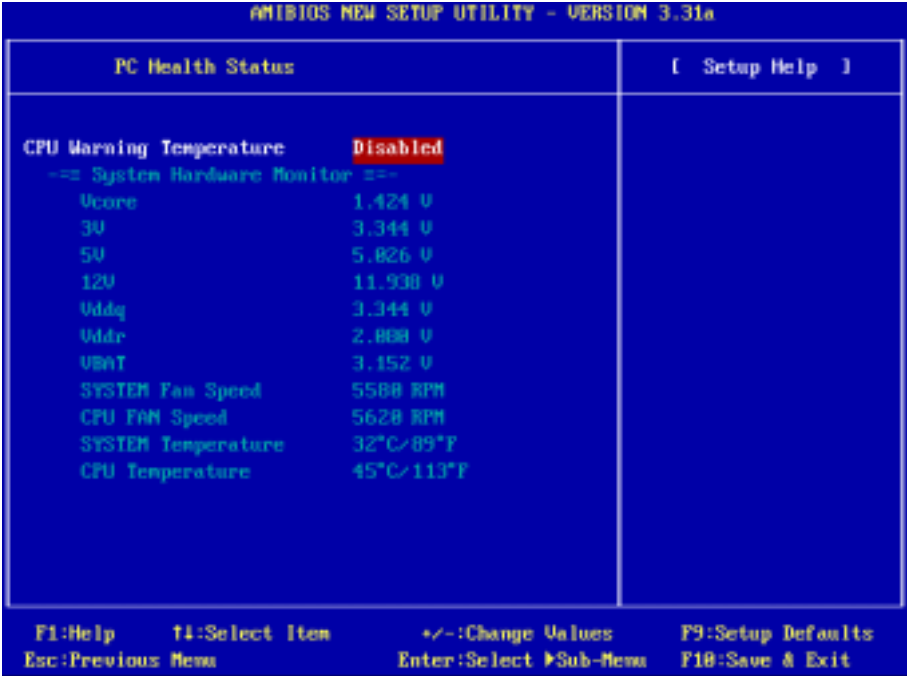 AMIBIOS NEW SETUP UTILITY - VERSION 3.31a
PC Health Status
[ Setup Help ]
CPU Warning Temperature Disabled
-== System Hardware Monitor ==-
Vcore 1.424 V
3V 3.344 V
5V 5.026 V
12V 11.938 V
Vddq 3.344 V
Vddr 2.080 V
VBAT 3.152 V
SYSTEM Fan Speed 5580 RPM
CPU FAN Speed 5620 RPM
SYSTEM Temperature 32°C/89°F
CPU Temperature 45°C/113°F
F1:Help ↑↓:Select Item +/-:Change Values F9:Setup Defaults
Esc:Previous Menu Enter:Select ▶Sub-Menu F10:Save & Exit